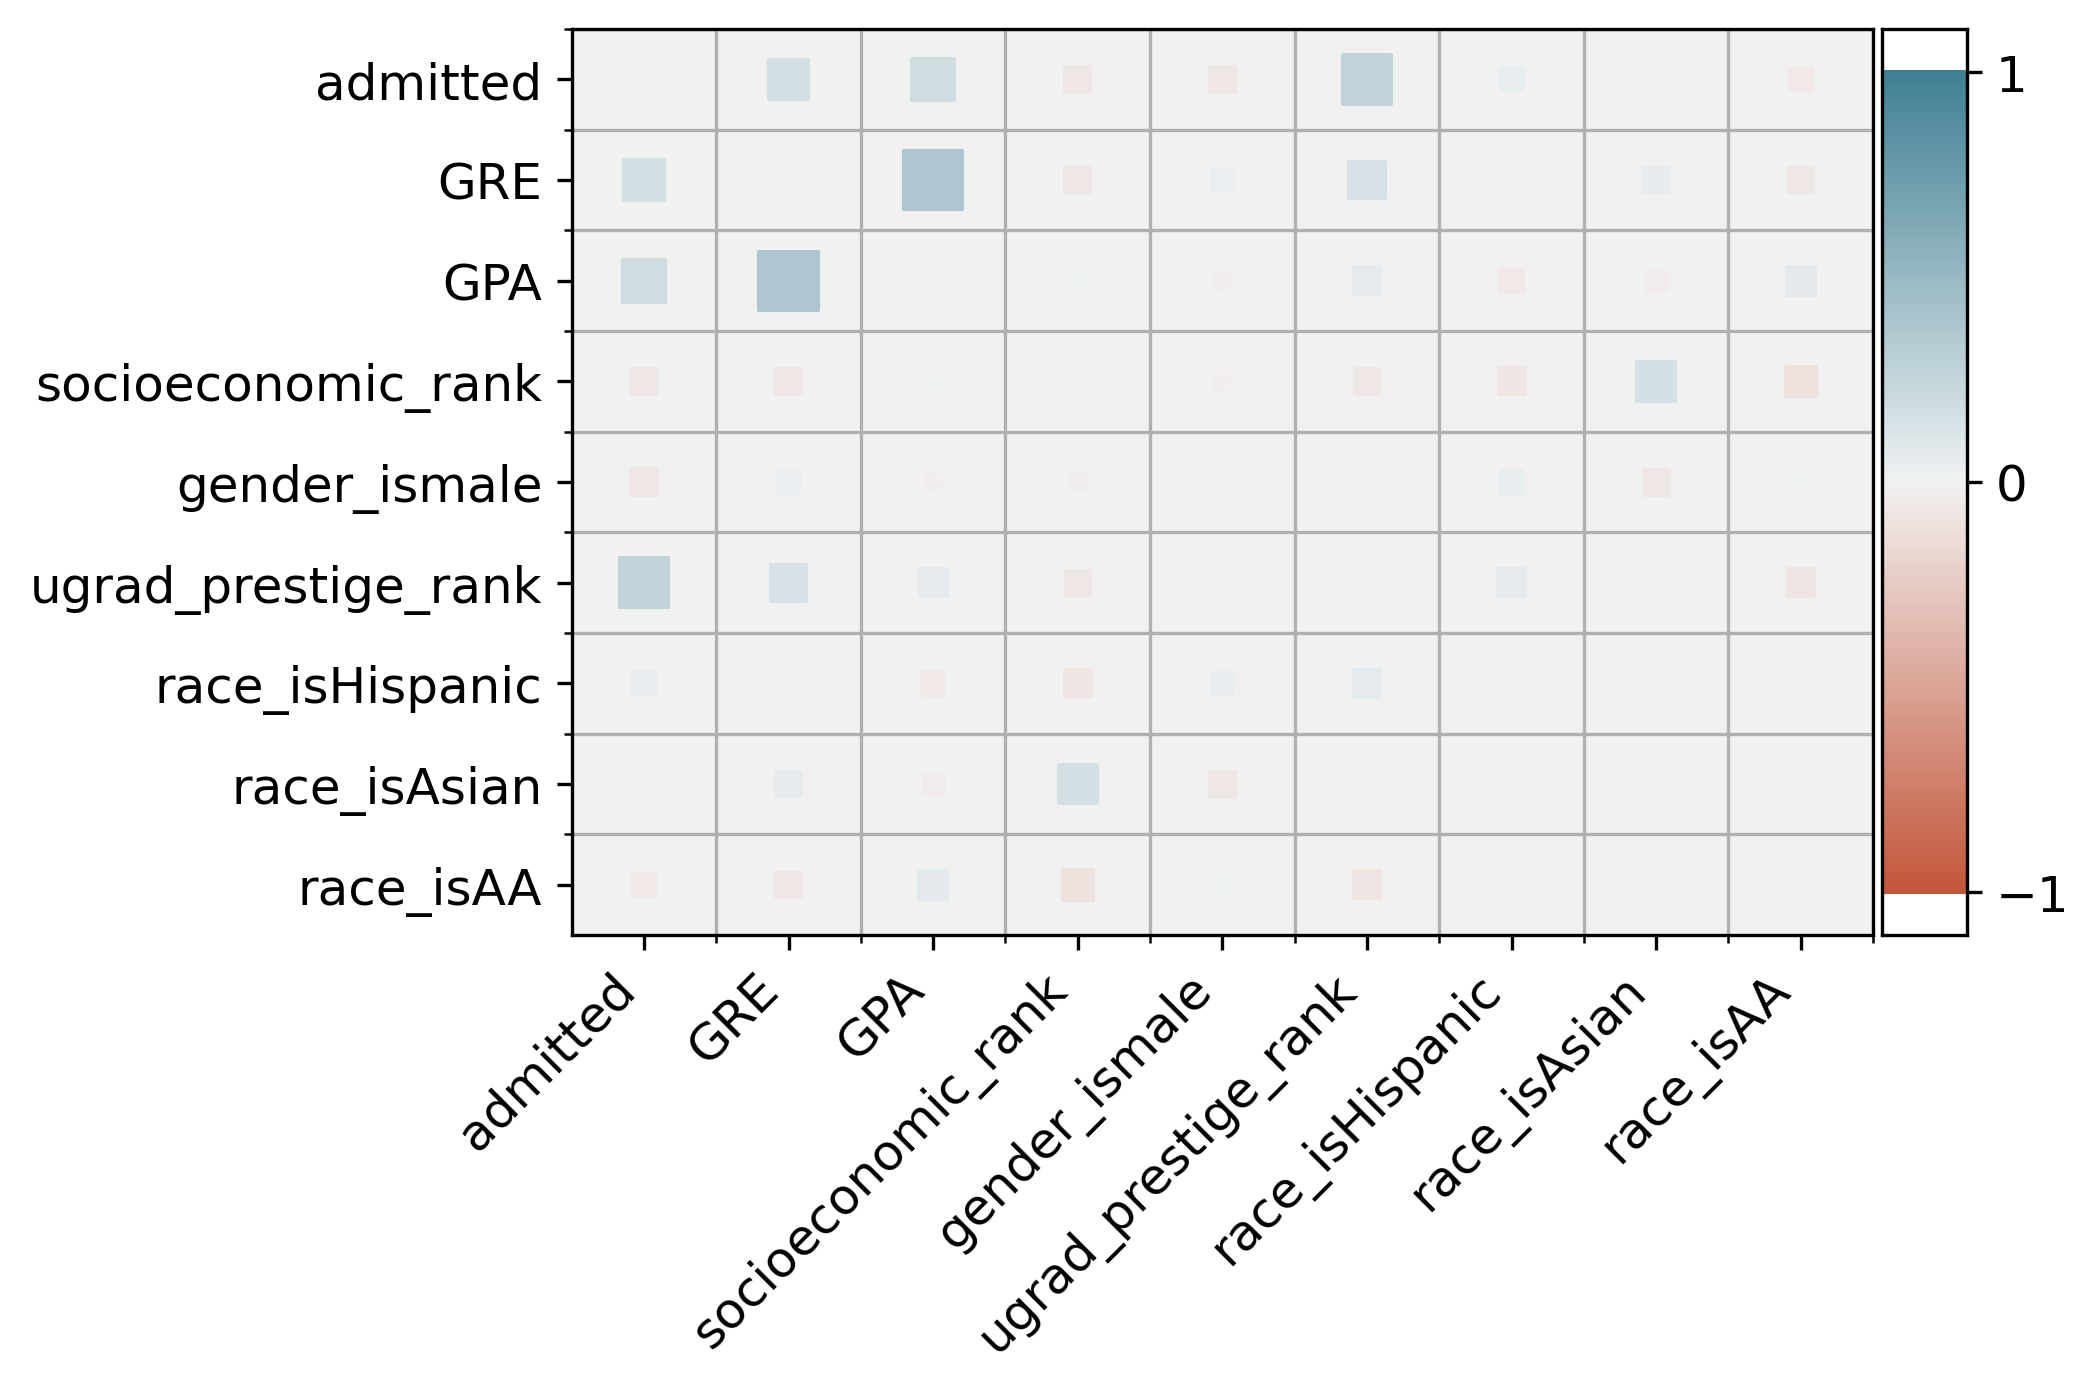 admitted
GRE
GPA
socioeconomic_rank
gender_ismale
ugrad_prestige_rank
race_isHispanic
race_isAsian
race_isAA
admitted
GRE
GPA
socioeconomic_rank
gender_ismale
ugrad_prestige_rank
race_isHispanic
race_isAsian
race_isAA
1
0
−1